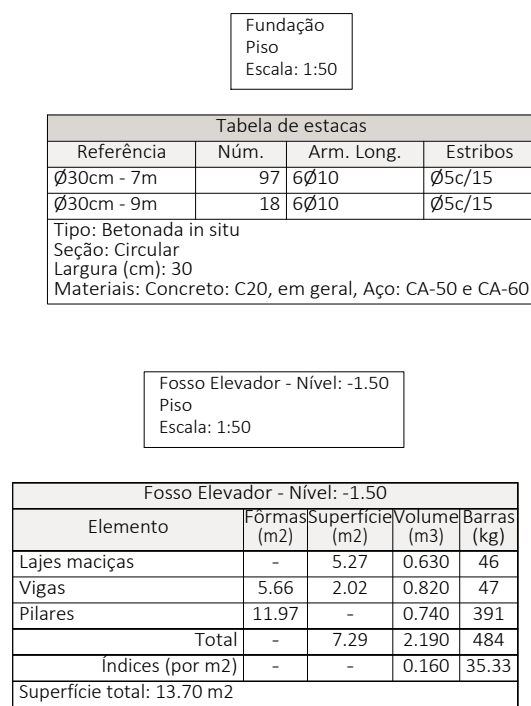 Fundação
Piso
Escala: 1:50
Tabela de estacas
Referência Núm. Arm. Long. Estribos
Ø30cm - 7m 97 6Ø10 Ø5c/15
Ø30cm - 9m 18 6Ø10 Ø5c/15
Tipo: Betonada in situ
Seção: Circular
Largura (cm): 30
Materiais: Concreto: C20, em geral, Aço: CA-50 e CA-60
Fosso Elevador - Nível: -1.50
Piso
Escala: 1:50
Fosso Elevador - Nível: -1.50
Elemento Fôrmas Superfície Volume Barras
(m2) (m2) (m3) (kg)
Lajes maciças - 5.27 0.630 46
Vigas 5.66 2.02 0.820 47
Pilares 11.97 - 0.740 391
Total - 7.29 2.190 484
Índices (por m2) - - 0.160 35.33
Superfície total: 13.70 m2